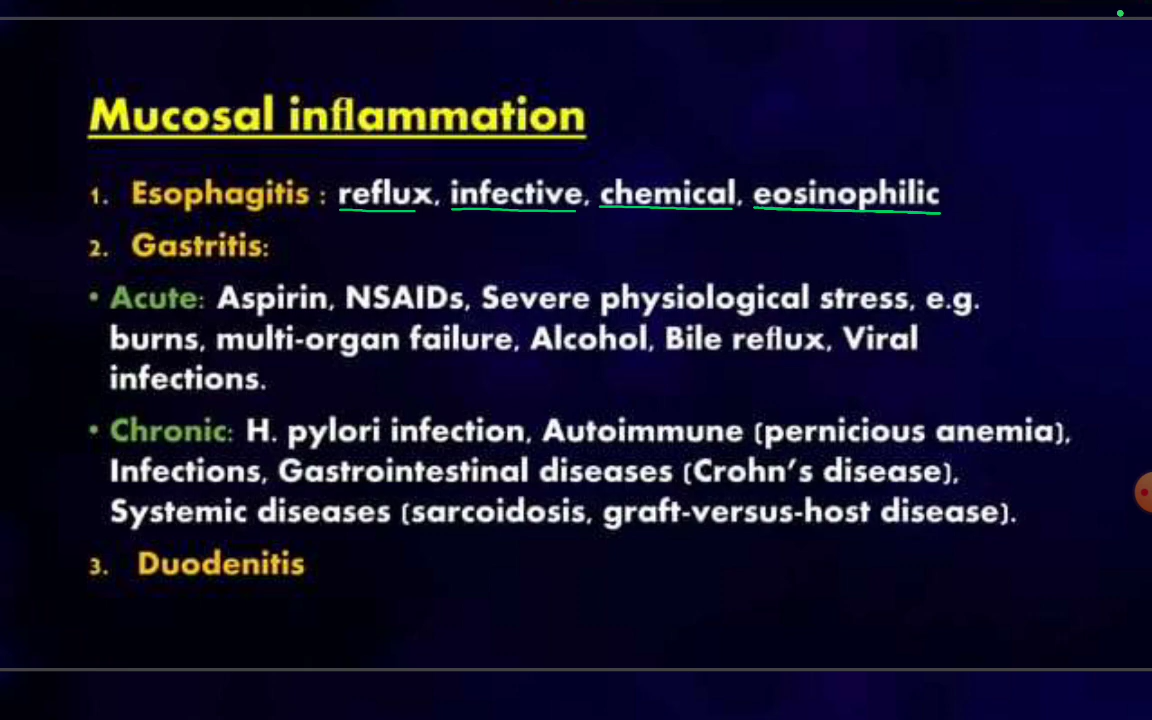 Mucosal inflammation
1. Esophagitis : reflux, infective, chemical, eosinophilic
2. Gastritis:
• Acute: Aspirin, NSAIDs, Severe physiological stress, e.g.
burns, multi-organ failure, Alcohol, Bile reflux, Viral
infections.
• Chronic: H. pylori infection, Autoimmune (pernicious anemia),
Infections, Gastrointestinal diseases (Crohn’s disease),
Systemic diseases (sarcoidosis, graft-versus-host disease).
3. Duodenitis